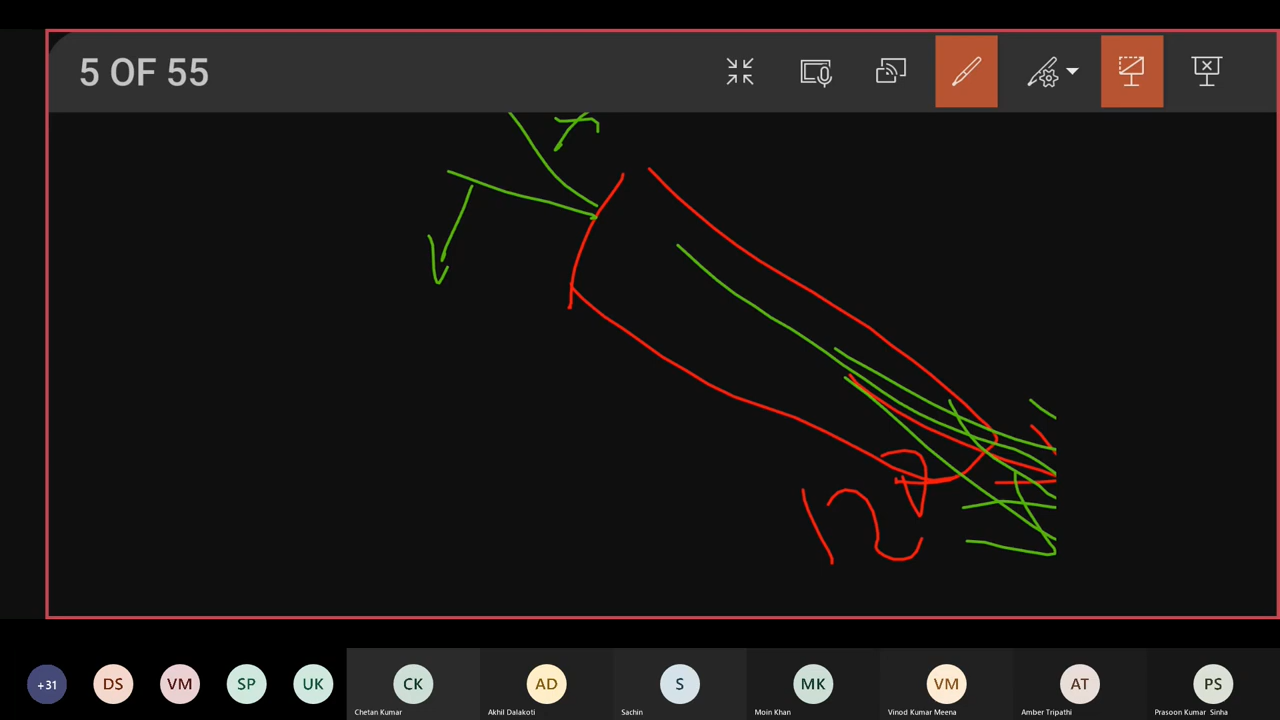 5 OF 55
+31 DS VM SP UK CK AD S MK VM AT PS
Chetan Kumar Akhil Dalakoti Sachin Moin Khan Vinod Kumar Meena Amber Tripathi Prasoon Kumar Sinha